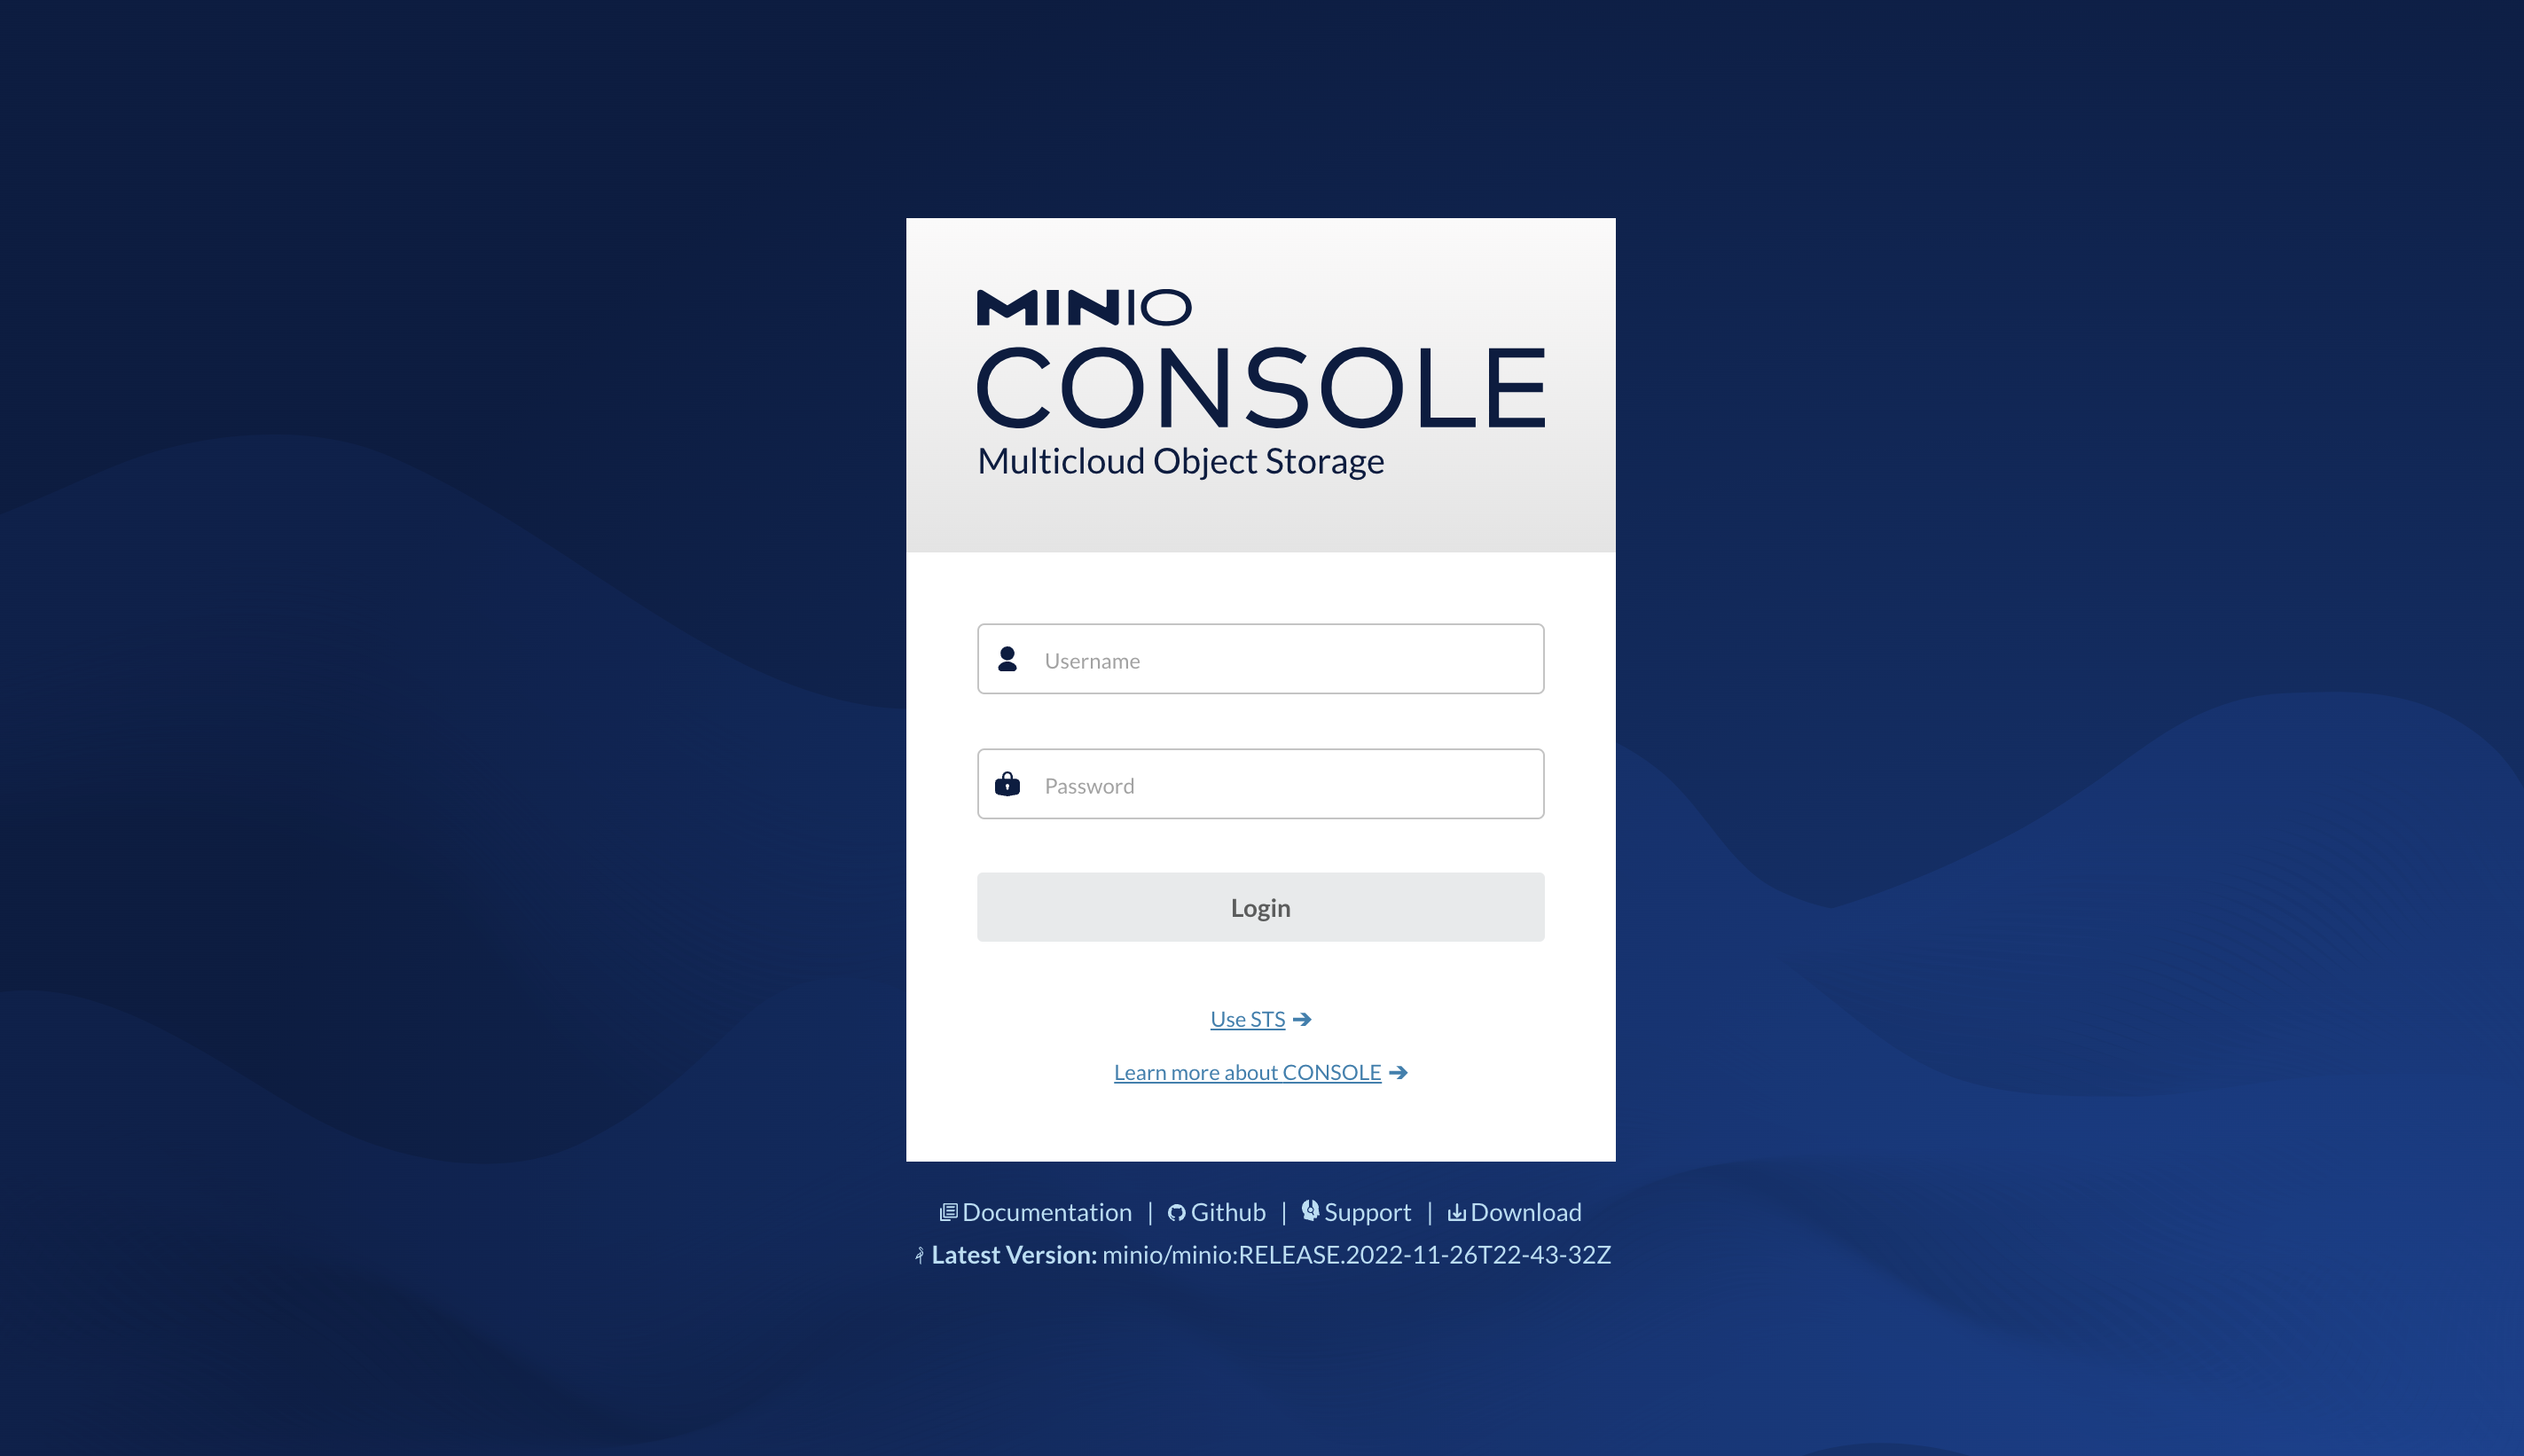 MINIO
CONSOLE
Multicloud Object Storage
Username
Password
Login
Use STS ➔
Learn more about CONSOLE ➔
Documentation | Github | Support | Download
Latest Version: minio/minio:RELEASE.2022-11-26T22-43-32Z